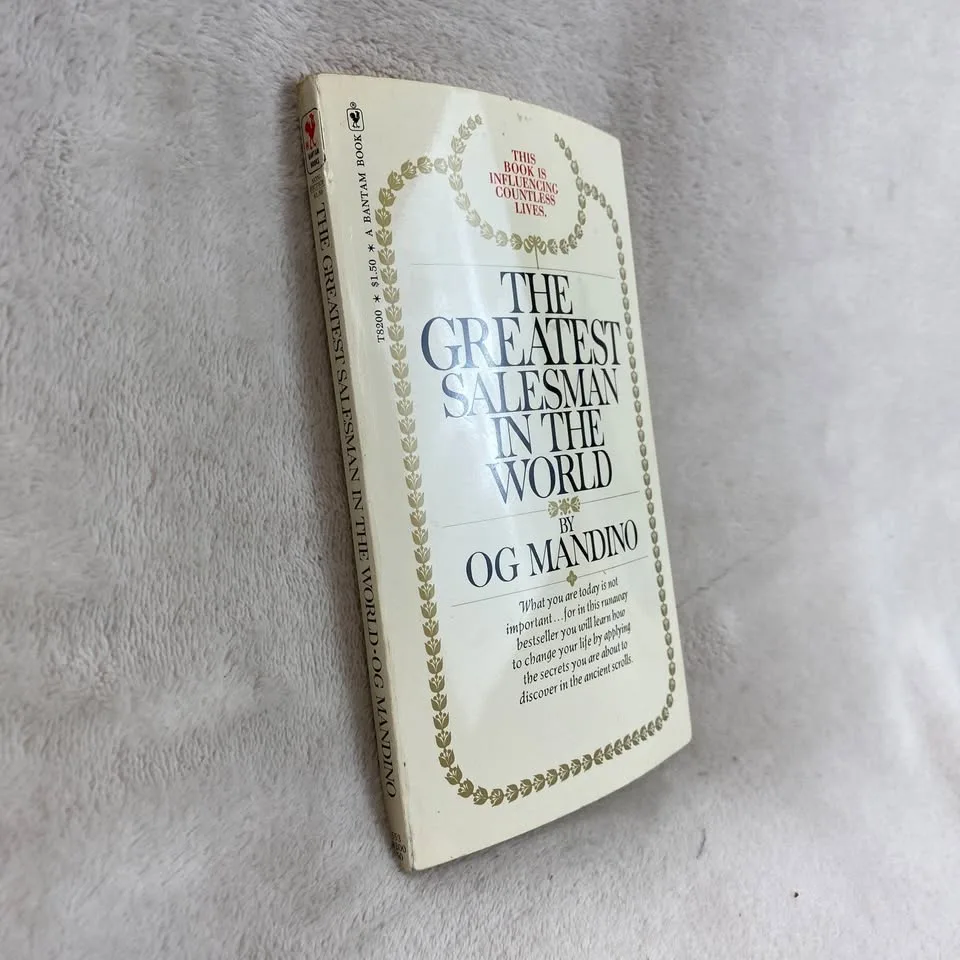 THIS
BOOK IS
INFLUENCING
COUNTLESS
LIVES.
THE
GREATEST
SALESMAN
IN THE
WORLD
BY
OG MANDINO
What you are today is not
important...for in this runaway
bestseller you will learn how
to change your life by applying
the secrets you are about to
discover in the ancient scrolls.
T8200 * $1.50 * A BANTAM BOOK ®
BANTAM
BOOKS
THE GREATEST SALESMAN IN THE WORLD·OG MANDINO